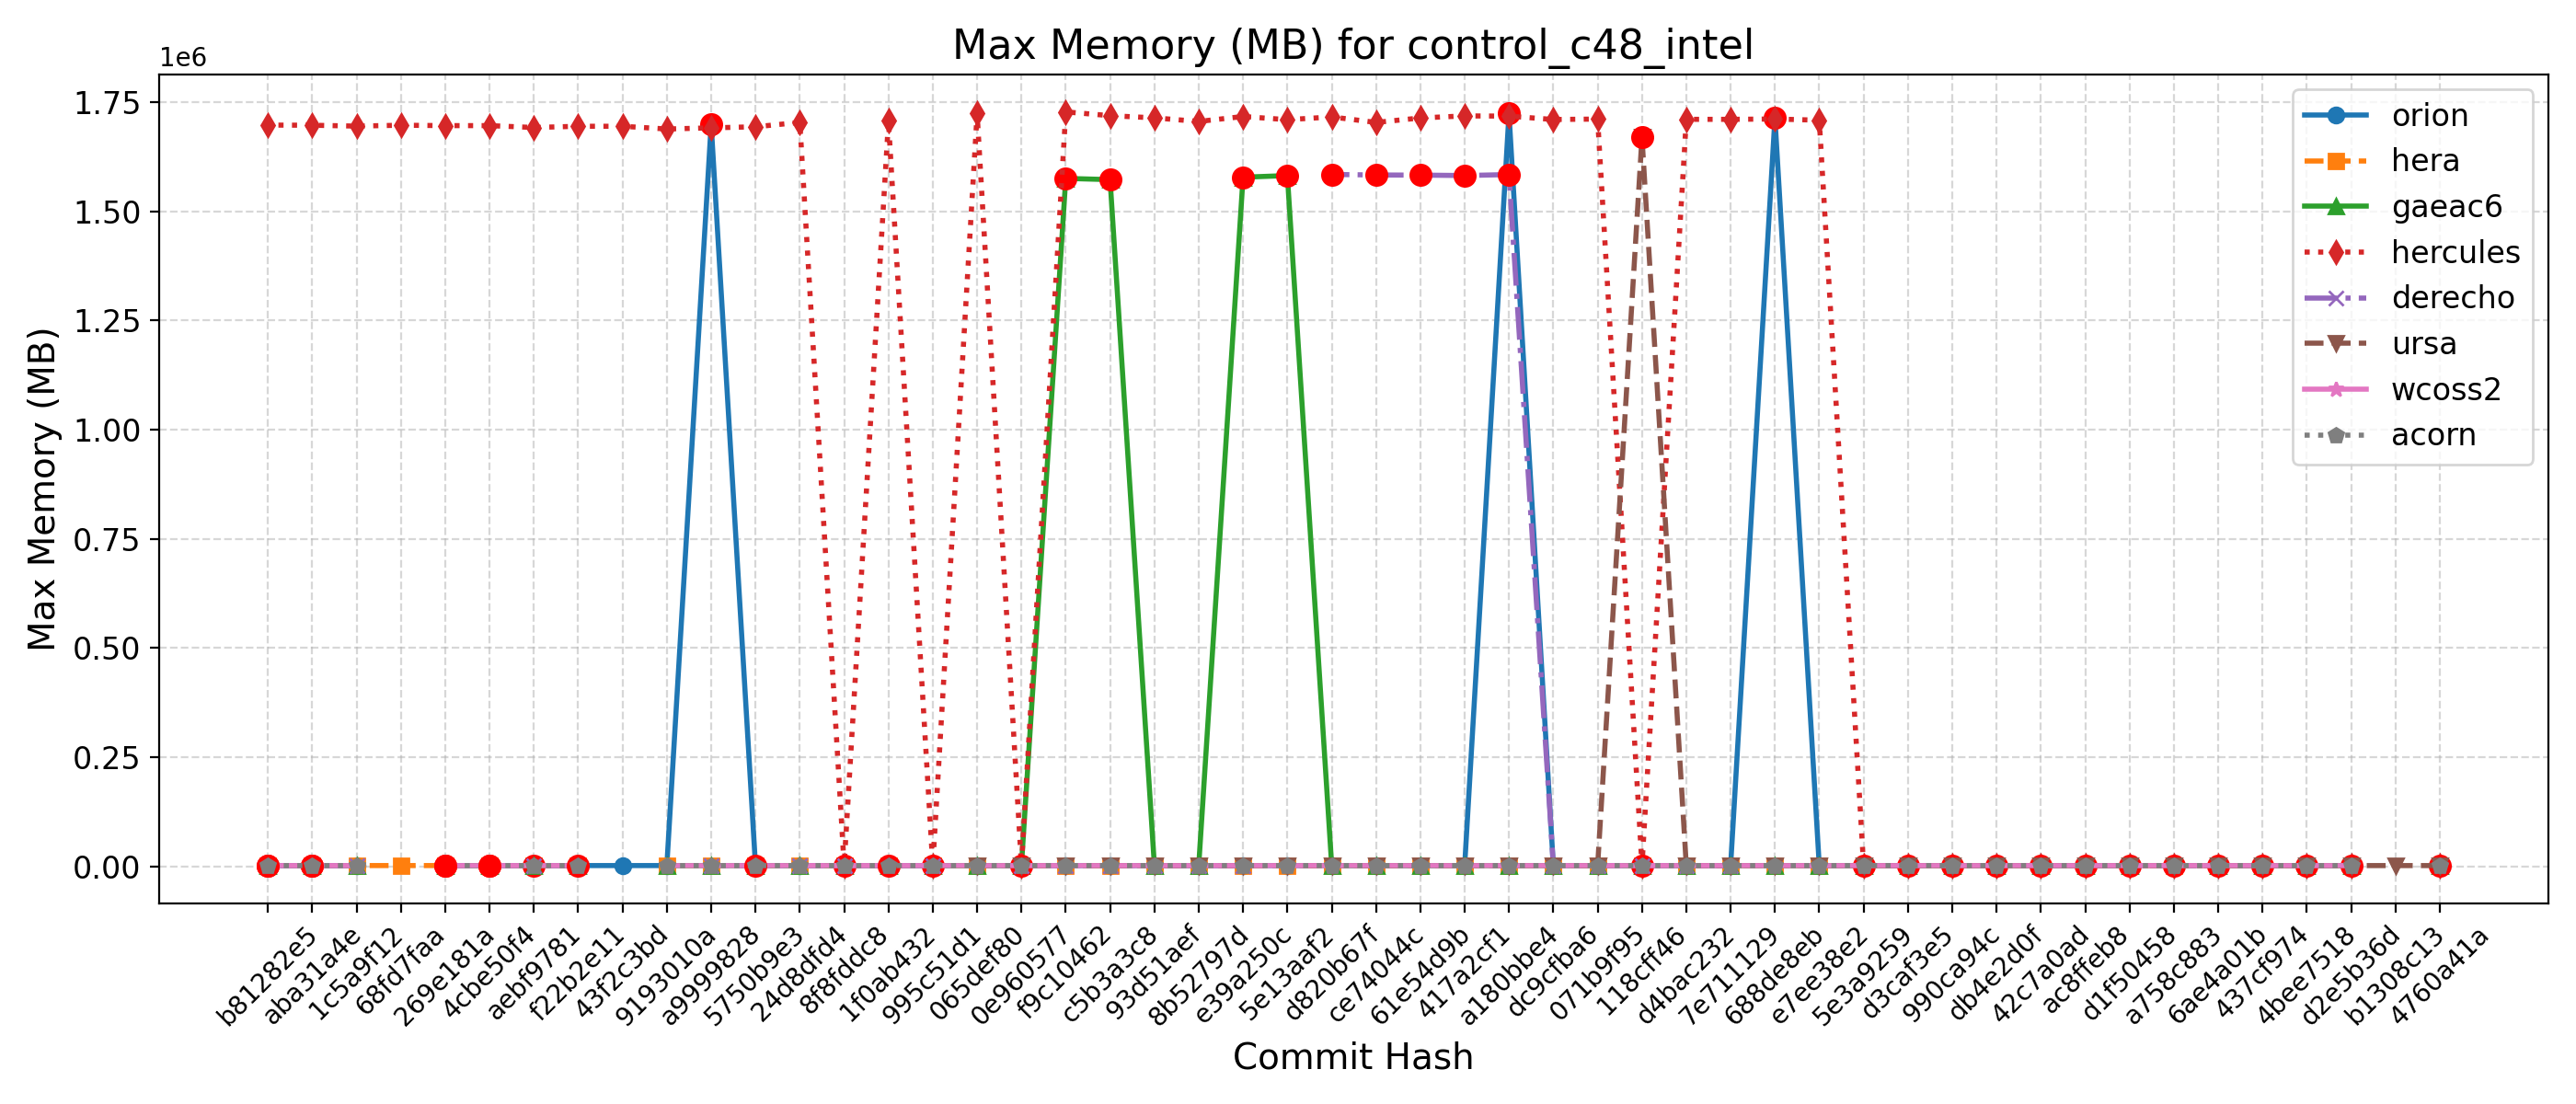 Max Memory (MB) for control_c48_intel
1e6
1.75
1.50
1.25
1.00
0.75
0.50
0.25
0.00
Max Memory (MB)
orion
hera
gaeac6
hercules
derecho
ursa
wcoss2
acorn
b81282e5
aba31a4e
1c5a9f12
68fd7faa
269e181a
4cbe50f4
aebf9781
f22b2e11
43f2c3bd
9193010a
a9999828
5750b9e3
24d8dfd4
8f8fddc8
1f0ab432
995c51d1
065def80
0e960577
f9c10462
c5b3a3c8
93d51aef
8b52797d
e39a250c
5e13aaf2
d820b67f
ce74044c
61e54d9b
417a2cf1
a180bbe4
dc9cfba6
071b9f95
118cff46
d4bac232
7e711129
688de8eb
e7ee38e2
5e3a9259
d3caf3e5
990ca94c
db4e2d0f
42c7a0ad
ac8ffeb8
d1f50458
a758c883
6ae4a01b
437cf974
4bee7518
d2e5b36d
b1308c13
4760a41a
Commit Hash